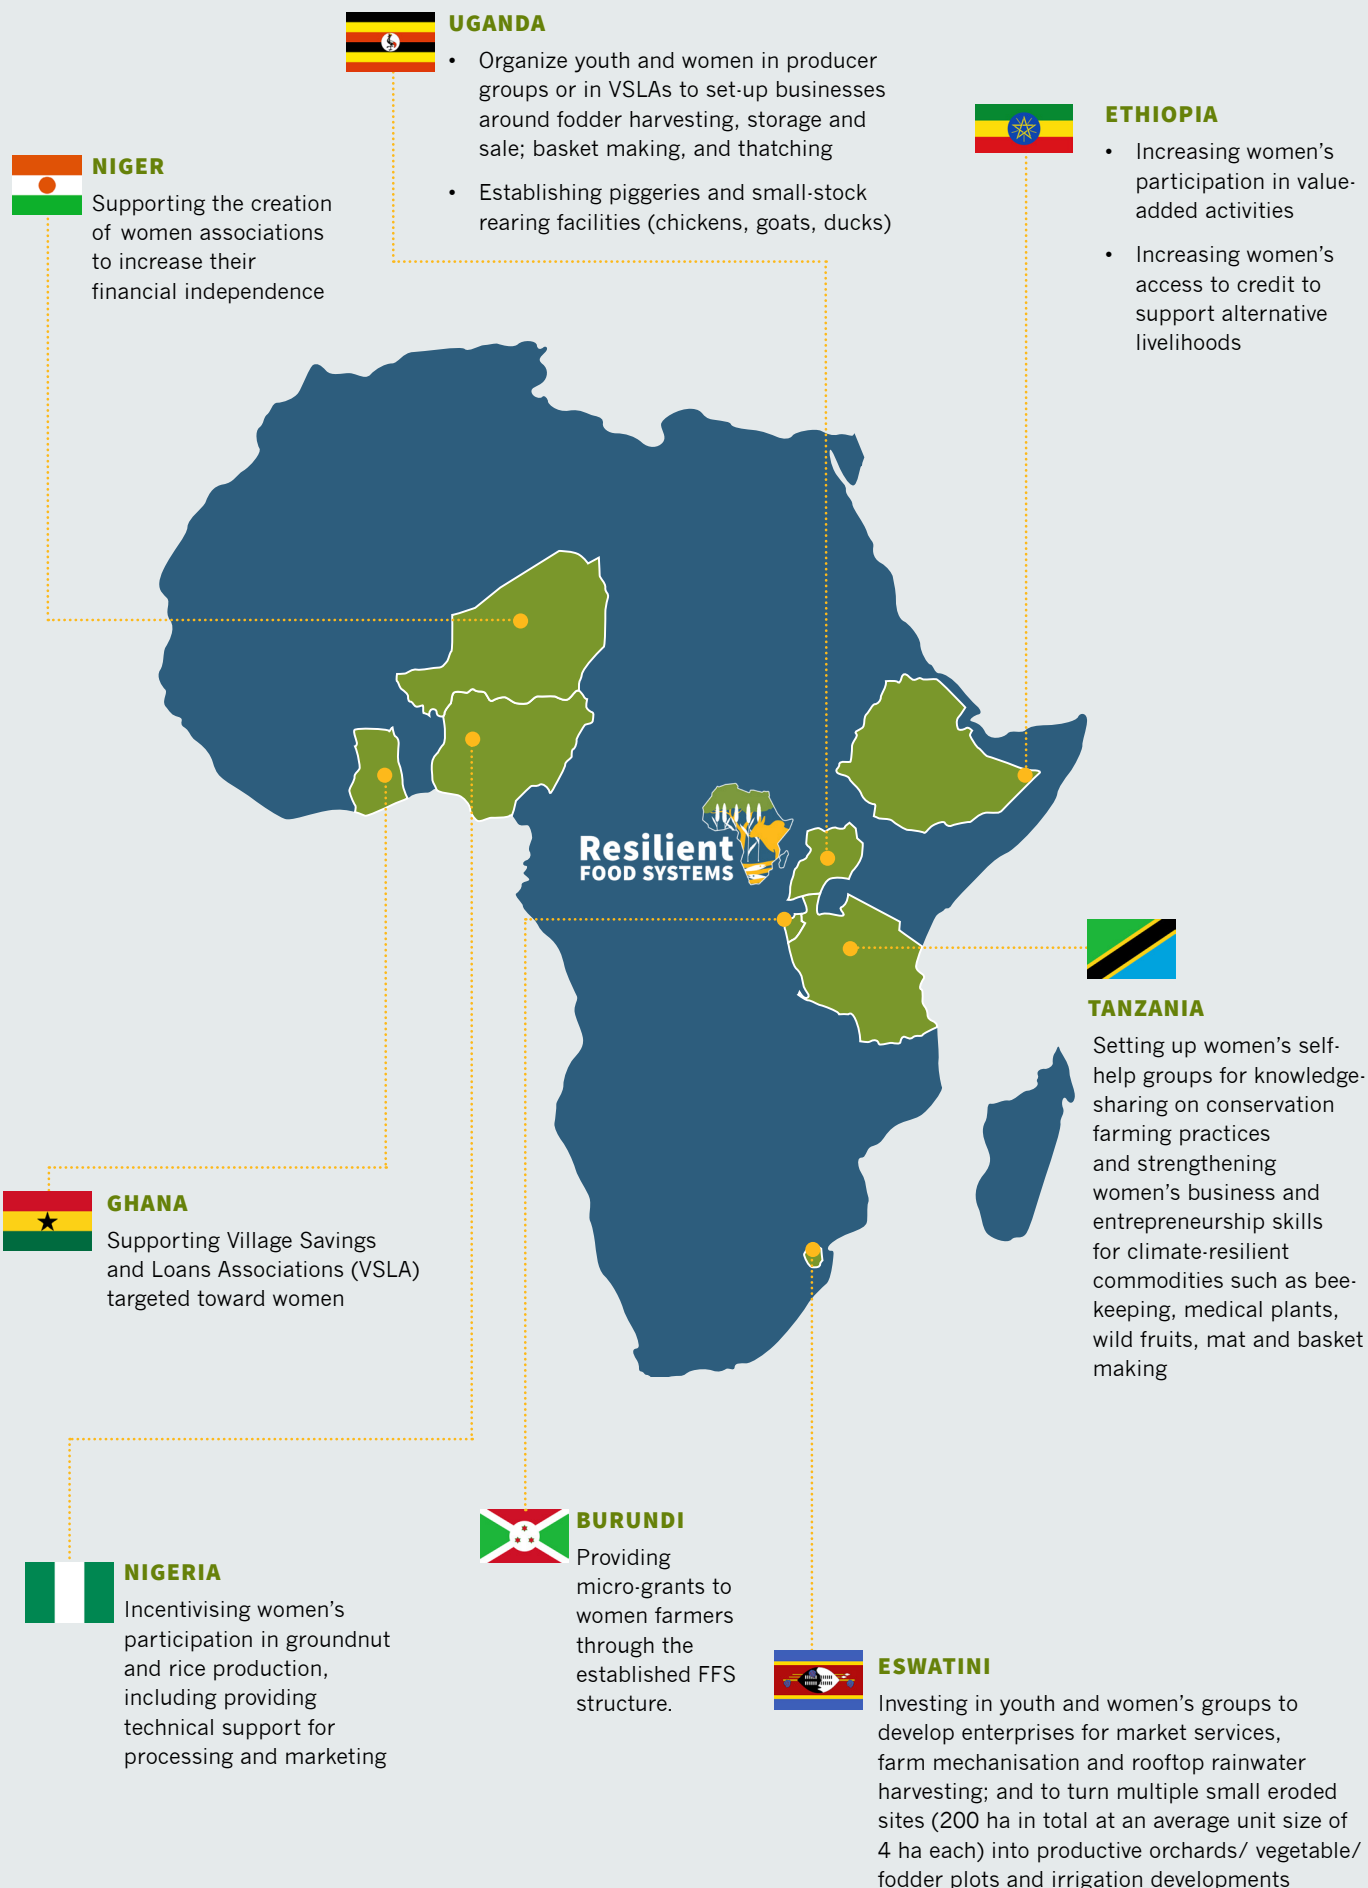 UGANDA
• Organize youth and women in producer
groups or in VSLAs to set-up businesses
around fodder harvesting, storage and
sale; basket making, and thatching
• Establishing piggeries and small-stock
rearing facilities (chickens, goats, ducks)
ETHIOPIA
• Increasing women's
participation in value-
added activities
• Increasing women's
access to credit to
support alternative
livelihoods
NIGER
Supporting the creation
of women associations
to increase their
financial independence
Resilient
FOOD SYSTEMS
TANZANIA
Setting up women's self-
help groups for knowledge-
sharing on conservation
farming practices
and strengthening
women's business and
entrepreneurship skills
for climate-resilient
commodities such as bee-
keeping, medical plants,
wild fruits, mat and basket
making
GHANA
Supporting Village Savings
and Loans Associations (VSLA)
targeted toward women
BURUNDI
Providing
micro-grants to
women farmers
through the
established FFS
structure.
NIGERIA
Incentivising women's
participation in groundnut
and rice production,
including providing
technical support for
processing and marketing
ESWATINI
Investing in youth and women's groups to
develop enterprises for market services,
farm mechanisation and rooftop rainwater
harvesting; and to turn multiple small eroded
sites (200 ha in total at an average unit size of
4 ha each) into productive orchards/ vegetable/
fodder plots and irrigation developments